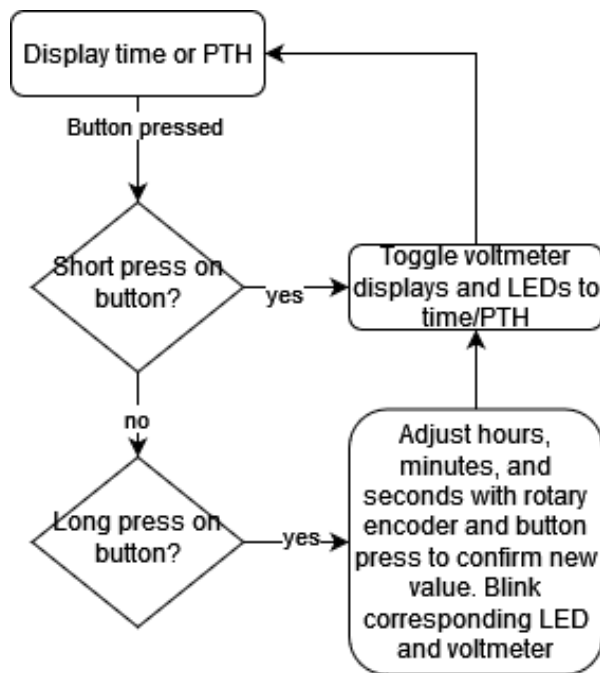 Display time or PTH
Button pressed
Short press on
button?
yes
Toggle voltmeter
displays and LEDs to
time/PTH
no
Long press on
button?
yes
Adjust hours,
minutes, and
seconds with rotary
encoder and button
press to confirm new
value. Blink
corresponding LED
and voltmeter